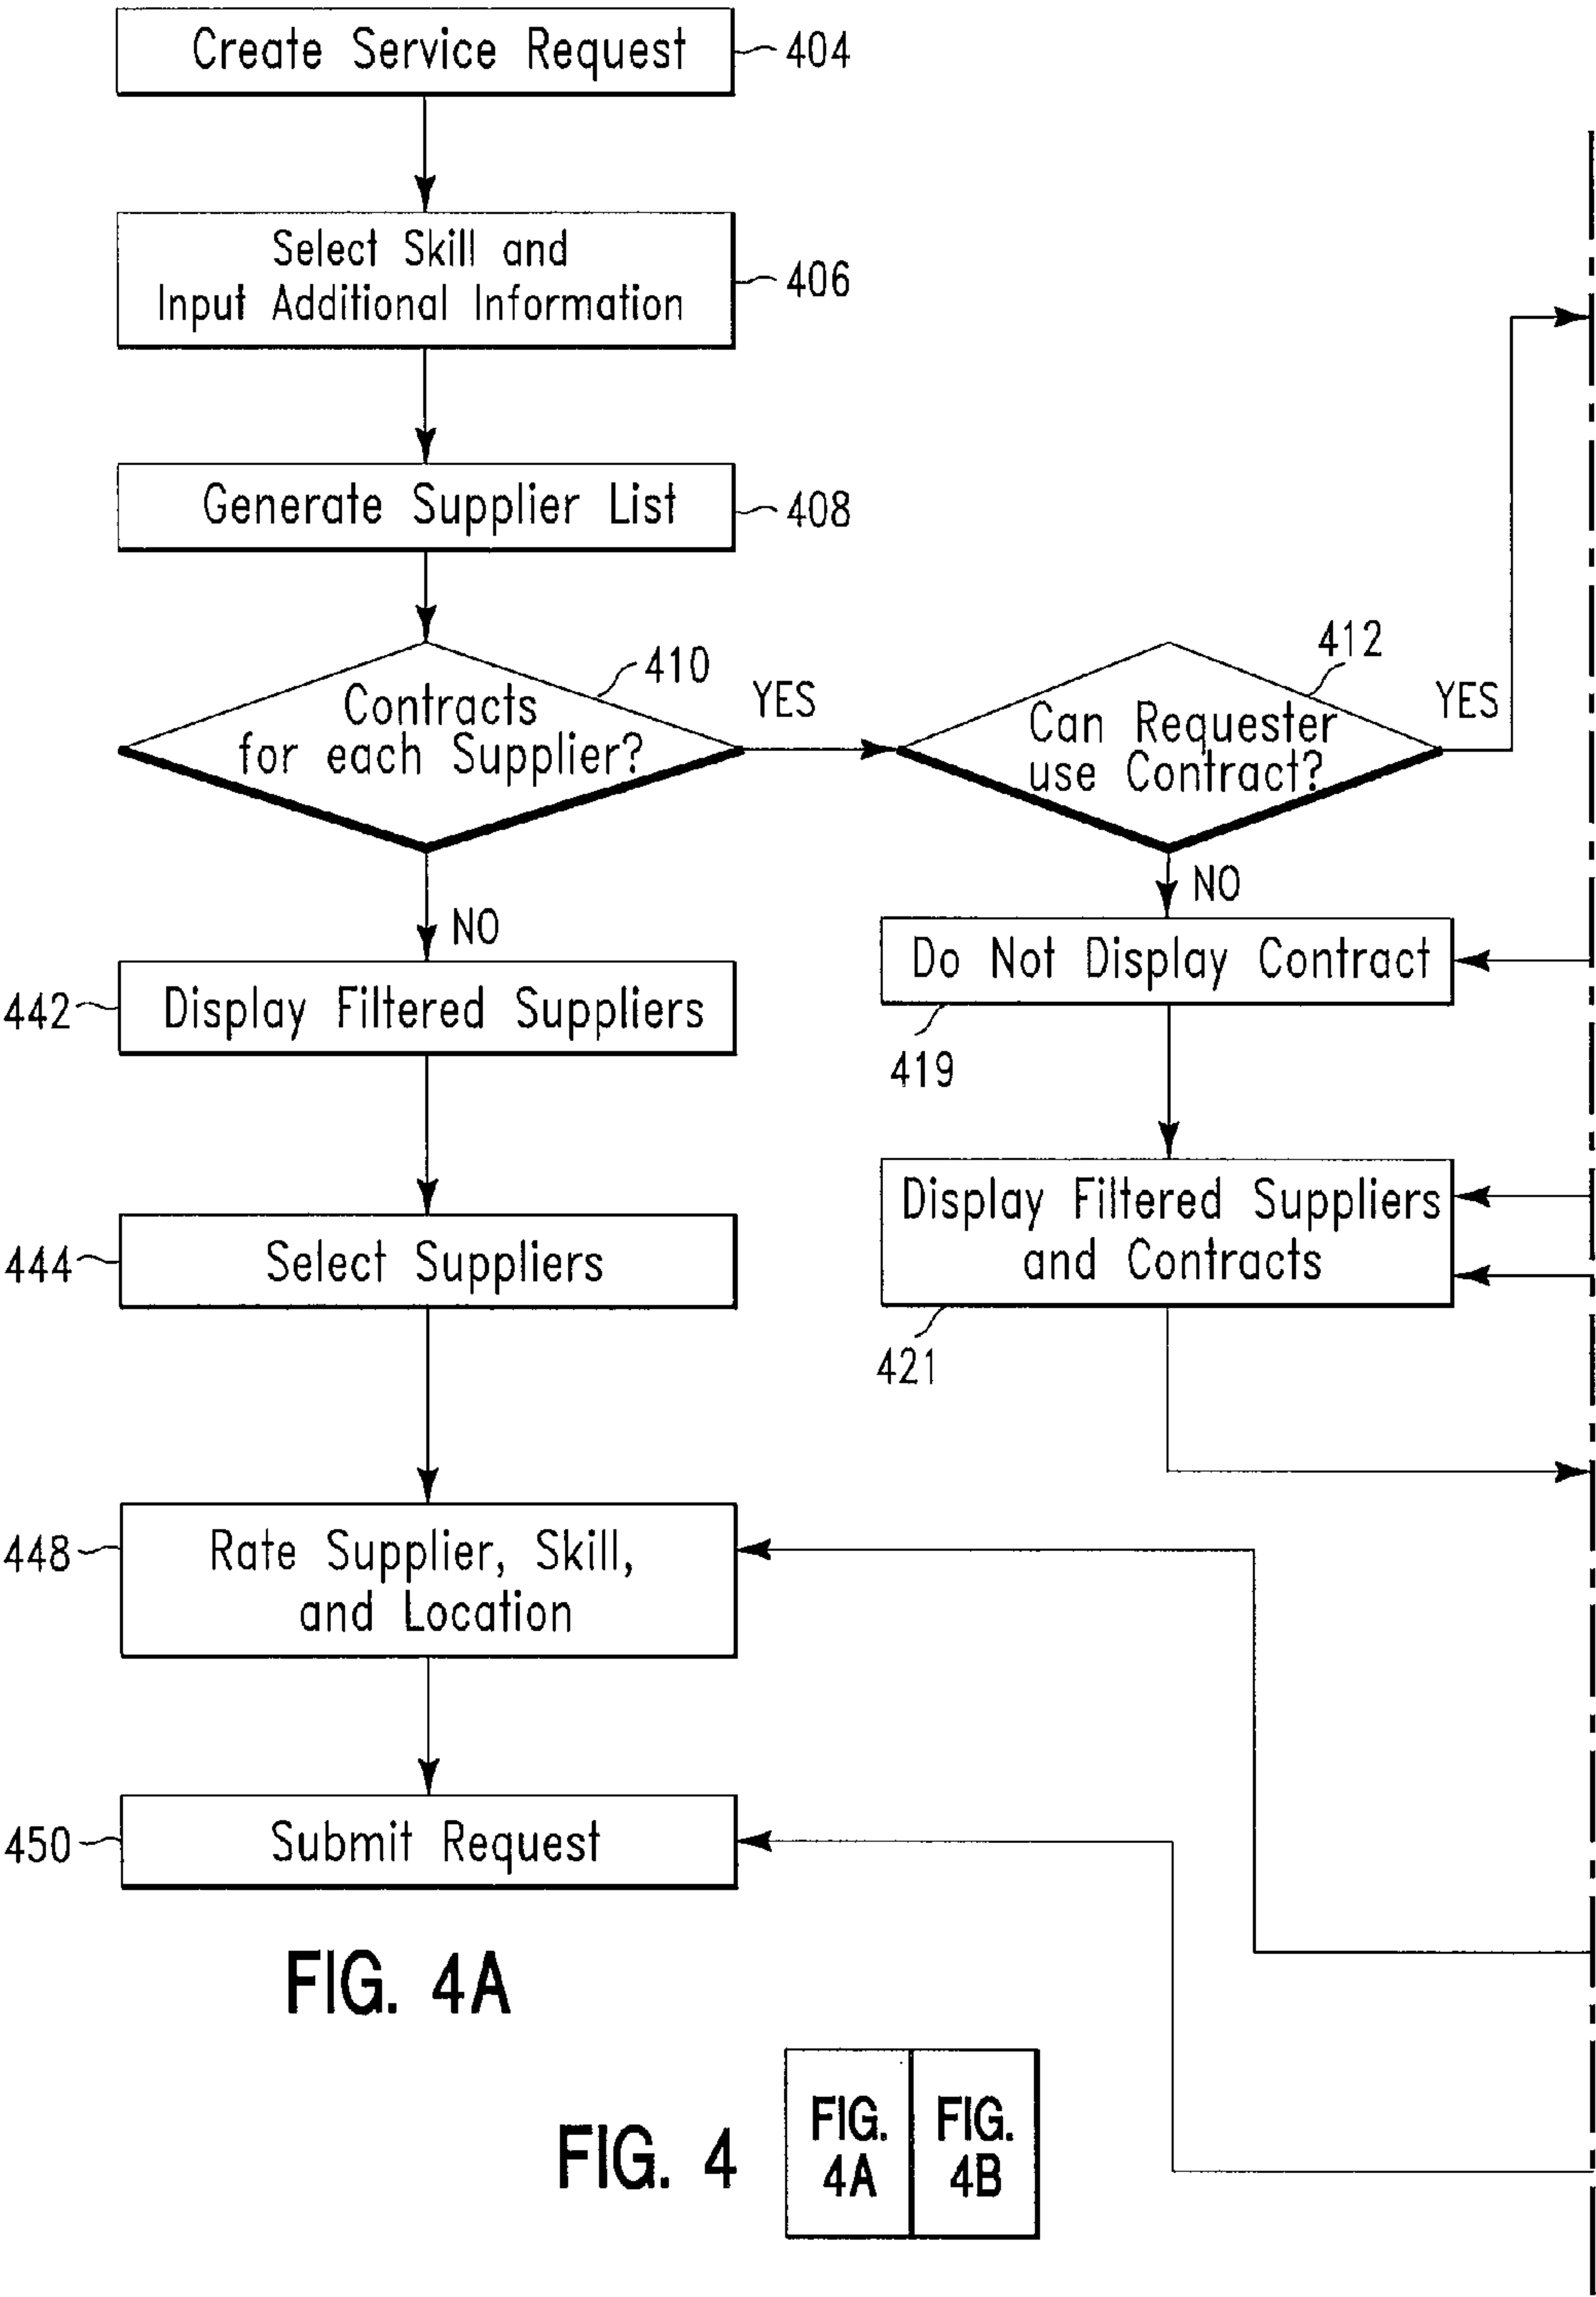 Create Service Request
404
Select Skill and
Input Additional Information
406
Generate Supplier List
408
Contracts
for each Supplier?
410
YES
Can Requester
use Contract?
412
YES
NO
NO
Do Not Display Contract
419
442
Display Filtered Suppliers
Display Filtered Suppliers
and Contracts
421
444
Select Suppliers
448
Rate Supplier, Skill,
and Location
450
Submit Request
FIG. 4A
FIG. 4
FIG.
4A
FIG.
4B